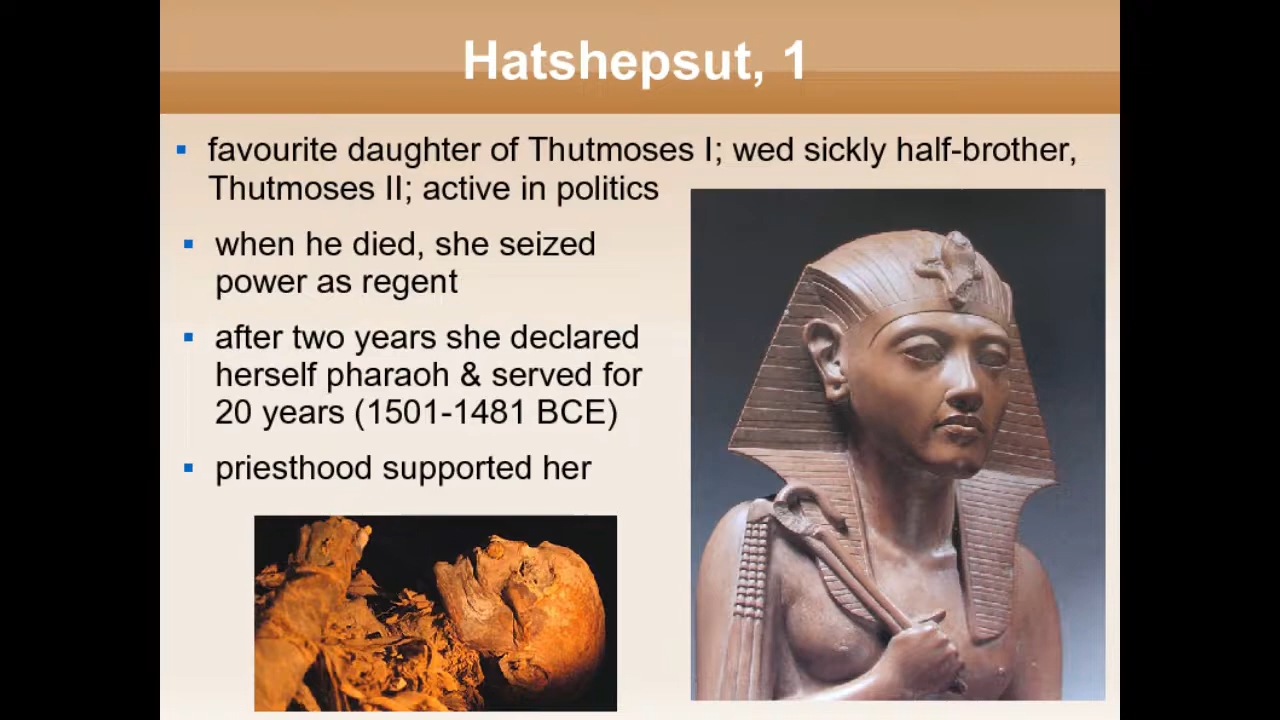 Hatshepsut, 1
▪ favourite daughter of Thutmoses I; wed sickly half-brother,
Thutmoses II; active in politics
▪ when he died, she seized
power as regent
▪ after two years she declared
herself pharaoh & served for
20 years (1501-1481 BCE)
▪ priesthood supported her